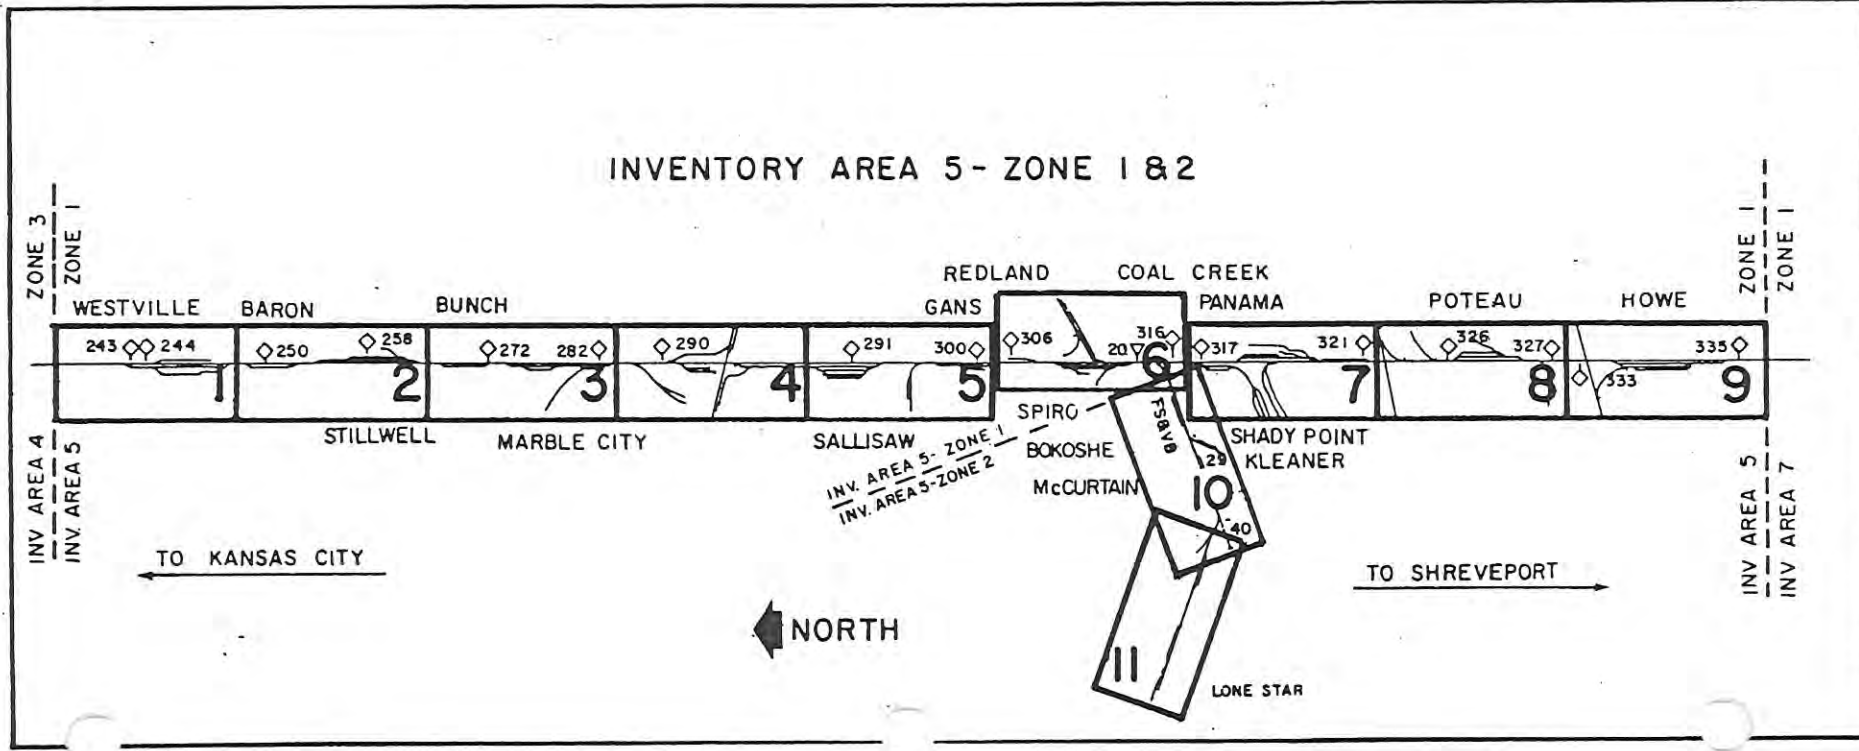 INVENTORY AREA 5 - ZONE 1 & 2
ZONE 3
ZONE 1
ZONE 1
ZONE 1
REDLAND COAL CREEK
WESTVILLE BARON BUNCH GANS PANAMA POTEAU HOWE
243 244 250 258 272 282 290 291 300 306 20 316 317 321 326 327 333 335
1 2 3 4 5 6 7 8 9
STILLWELL MARBLE CITY SALLISAW SPIRO SHADY POINT
KLEANER
BOKOSHE
McCURTAIN
FS&VB
29
10
40
INV. AREA 5 - ZONE 1
INV. AREA 5-ZONE 2
INV AREA 4
INV. AREA 5
INV AREA 5
INV AREA 7
TO KANSAS CITY
TO SHREVEPORT
NORTH
11
LONE STAR